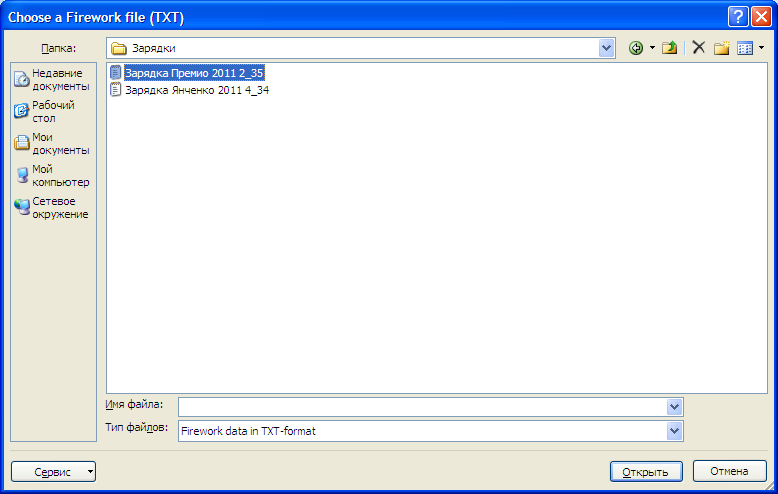 Choose a Firework file (TXT)
Папка:
Зарядки
Недавние
документы
Рабочий
стол
Мои
документы
Мой
компьютер
Сетевое
окружение
Зарядка Премио 2011 2_35
Зарядка Янченко 2011 4_34
Имя файла:
Тип файлов:
Firework data in TXT-format
Сервис
Открыть
Отмена